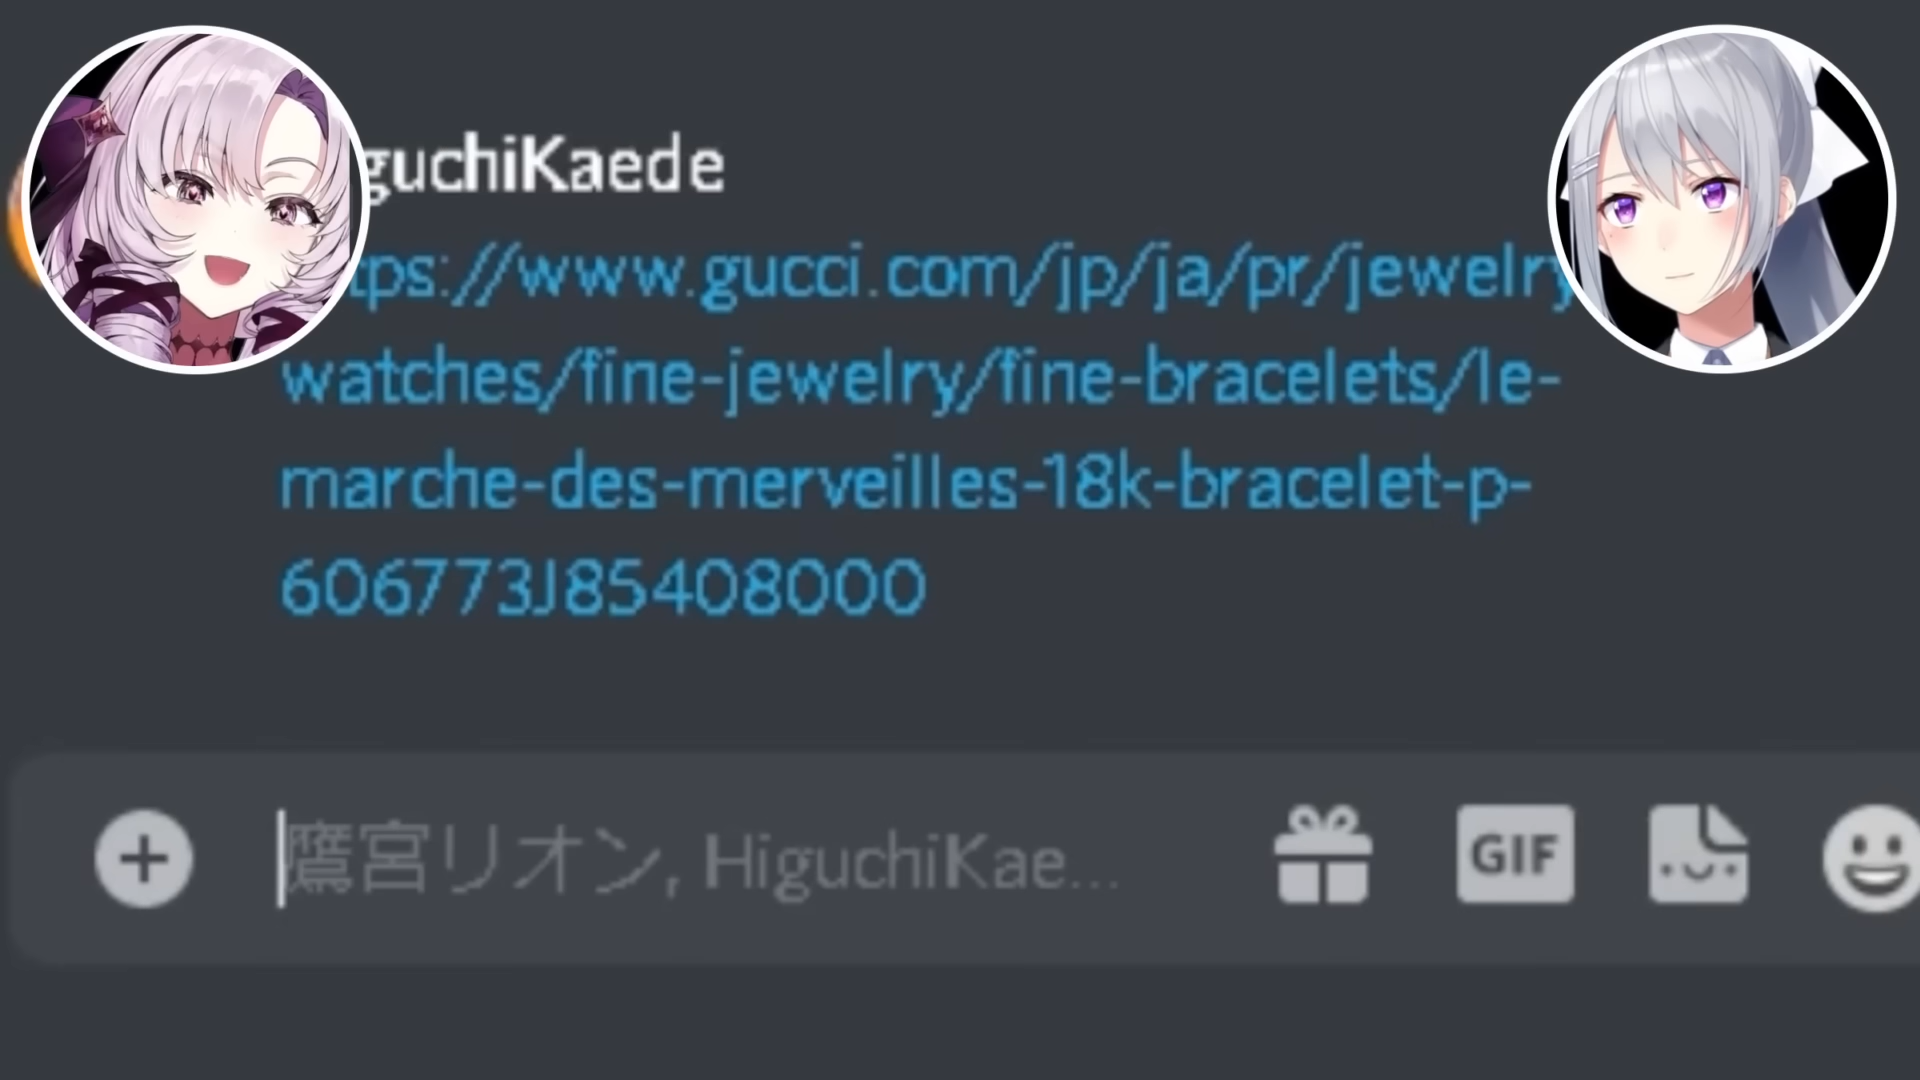 guchiKaede
tps://www.gucci.com/jp/ja/pr/jewelry
watches/fine-jewelry/fine-bracelets/le-
marche-des-merveilles-18k-bracelet-p-
606773J85408000
鷹宮リオン, HiguchiKae...
GIF